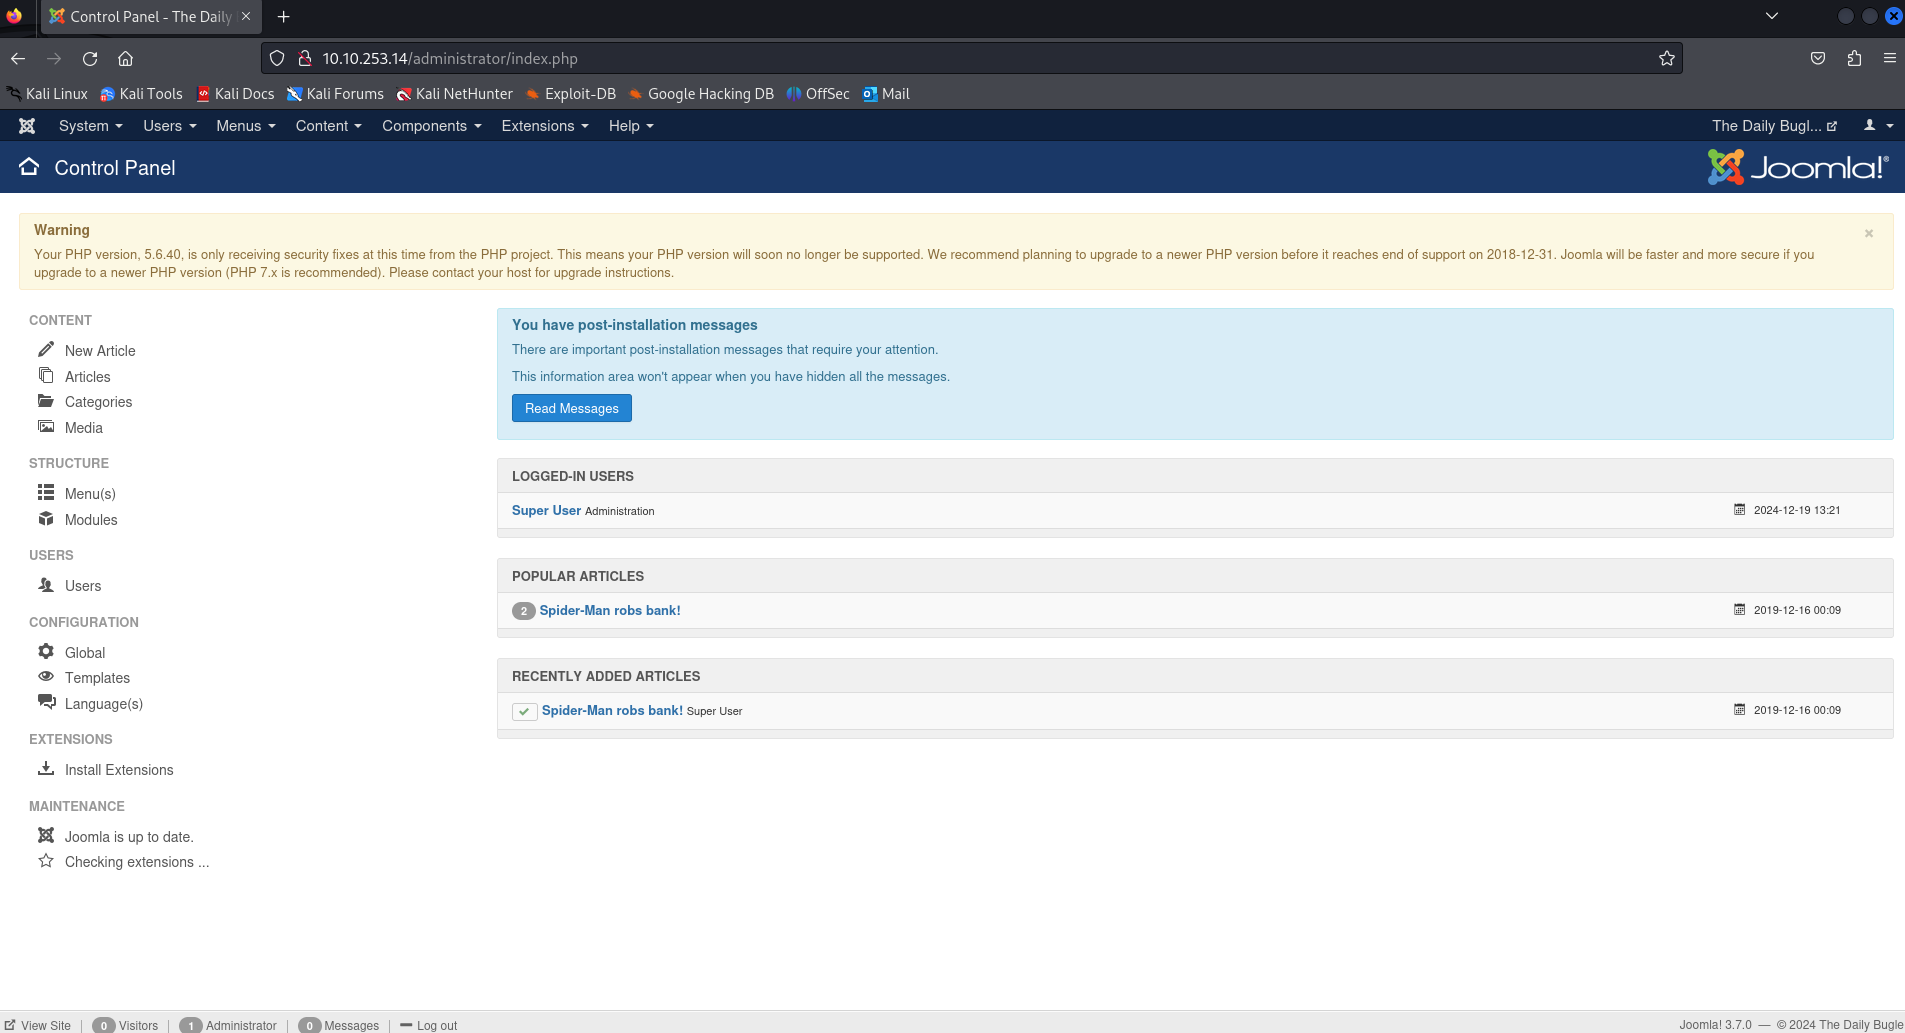 Control Panel - The Daily
10.10.253.14/administrator/index.php
Kali Linux Kali Tools Kali Docs Kali Forums Kali NetHunter Exploit-DB Google Hacking DB OffSec Mail
System Users Menus Content Components Extensions Help The Daily Bugl...
Control Panel Joomla!®
Warning
Your PHP version, 5.6.40, is only receiving security fixes at this time from the PHP project. This means your PHP version will soon no longer be supported. We recommend planning to upgrade to a newer PHP version before it reaches end of support on 2018-12-31. Joomla will be faster and more secure if you
upgrade to a newer PHP version (PHP 7.x is recommended). Please contact your host for upgrade instructions.
CONTENT
New Article
Articles
Categories
Media
STRUCTURE
Menu(s)
Modules
USERS
Users
CONFIGURATION
Global
Templates
Language(s)
EXTENSIONS
Install Extensions
MAINTENANCE
Joomla is up to date.
Checking extensions ...
You have post-installation messages
There are important post-installation messages that require your attention.
This information area won't appear when you have hidden all the messages.
Read Messages
LOGGED-IN USERS
Super User Administration 2024-12-19 13:21
POPULAR ARTICLES
2 Spider-Man robs bank! 2019-12-16 00:09
RECENTLY ADDED ARTICLES
Spider-Man robs bank! Super User 2019-12-16 00:09
View Site 0 Visitors 1 Administrator 0 Messages Log out Joomla! 3.7.0 — © 2024 The Daily Bugle